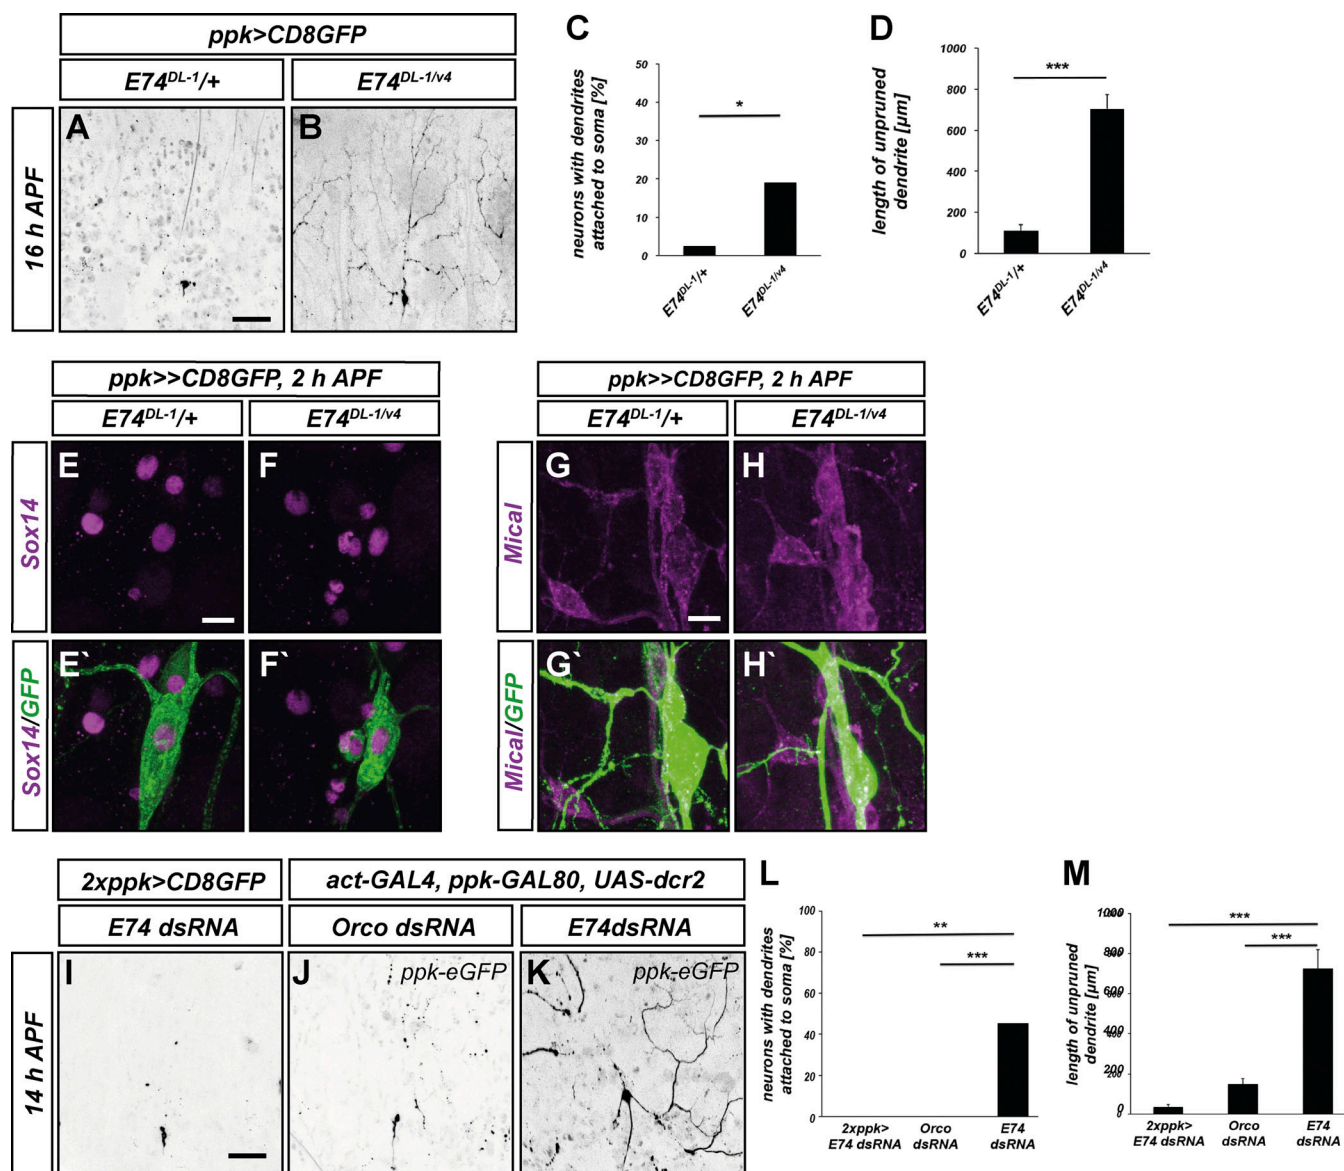 ppk>CD8GFP
E74DL-1/+
E74DL-1/v4
16 h APF
A
B
C
neurons with dendrites
attached to soma [%]
50
40
30
20
10
0
*
E74DL-1/+
E74DL-1/v4
D
length of unpruned
dendrite [µm]
1000
800
600
400
200
0
***
E74DL-1/+
E74DL-1/v4
ppk>>CD8GFP, 2 h APF
E74DL-1/+
E74DL-1/v4
Sox14
E
F
Sox14/GFP
E`
F`
ppk>>CD8GFP, 2 h APF
E74DL-1/+
E74DL-1/v4
Mical
G
H
Mical/GFP
G`
H`
2xppk>CD8GFP
act-GAL4, ppk-GAL80, UAS-dcr2
E74 dsRNA
Orco dsRNA
E74dsRNA
14 h APF
I
J
ppk-eGFP
K
ppk-eGFP
L
neurons with dendrites
attached to soma [%]
100
80
60
40
20
0
**
***
2xppk>
E74 dsRNA
Orco
dsRNA
E74
dsRNA
M
length of unpruned
dendrite [µm]
1000
800
600
400
200
0
***
***
2xppk>
E74 dsRNA
Orco
dsRNA
E74
dsRNA